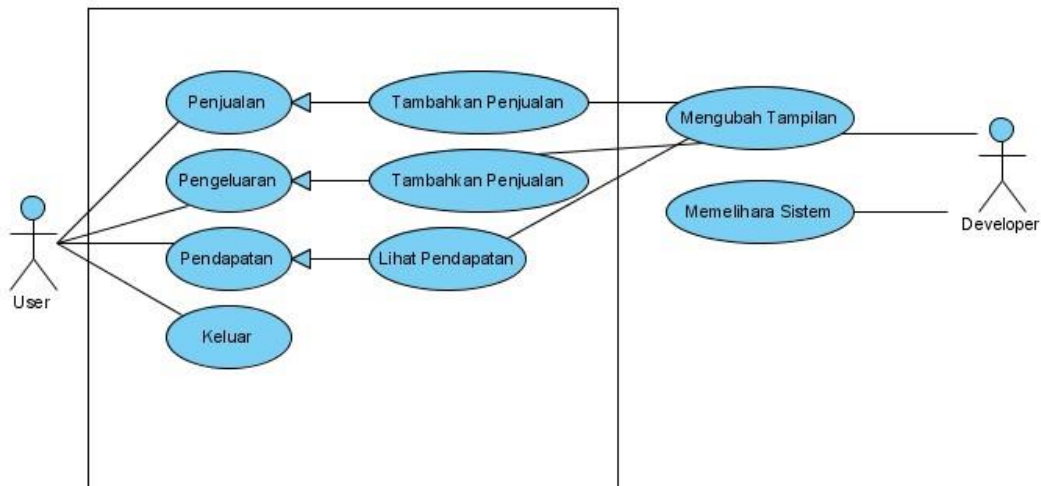 Penjualan
Tambahkan Penjualan
Mengubah Tampilan
Pengeluaran
Tambahkan Penjualan
Memelihara Sistem
Developer
Pendapatan
Lihat Pendapatan
User
Keluar